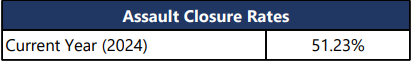 Assault Closure Rates
Current Year (2024) 51.23%